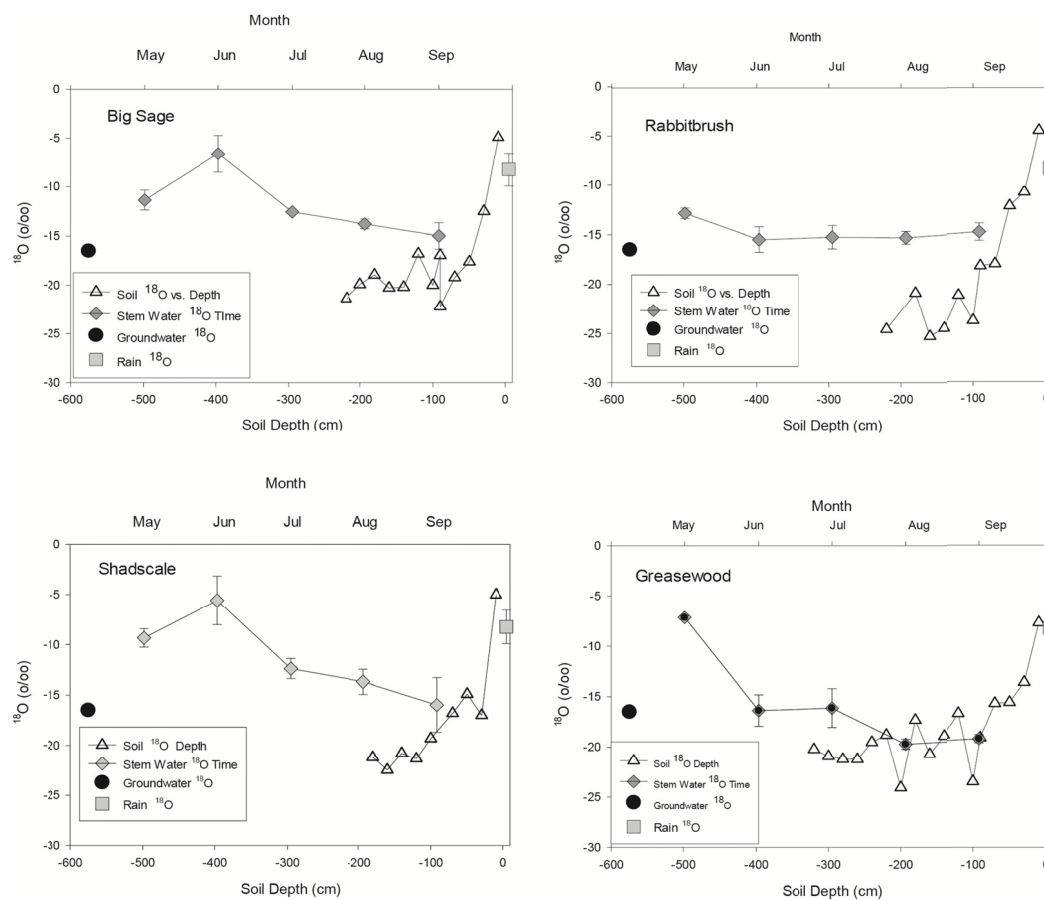 Month
May Jun Jul Aug Sep
0
-5
-10
-15
-20
-25
-30
18O (o/oo)
Big Sage
Soil 18O vs. Depth
Stem Water 18O TIme
Groundwater 18O
Rain 18O
-600 -500 -400 -300 -200 -100 0
Soil Depth (cm)
Month
May Jun Jul Aug Sep
0
-5
-10
-15
-20
-25
-30
18O (o/oo)
Rabbitbrush
Soil 18O vs. Depth
Stem Water 18O Time
Groundwater 18O
Rain 18O
-600 -500 -400 -300 -200 -100
Soil Depth (cm)
Month
May Jun Jul Aug Sep
0
-5
-10
-15
-20
-25
-30
18O (o/oo)
Shadscale
Soil 18O Depth
Stem Water 18O Time
Groundwater 18O
Rain 18O
-600 -500 -400 -300 -200 -100 0
Soil Depth (cm)
Month
May Jun Jul Aug Sep
0
-5
-10
-15
-20
-25
-30
18O (o/oo)
Greasewood
Soil 18O Depth
Stem Water 18O Time
Groundwater 18O
Rain 18O
-600 -500 -400 -300 -200 -100
Soil Depth (cm)